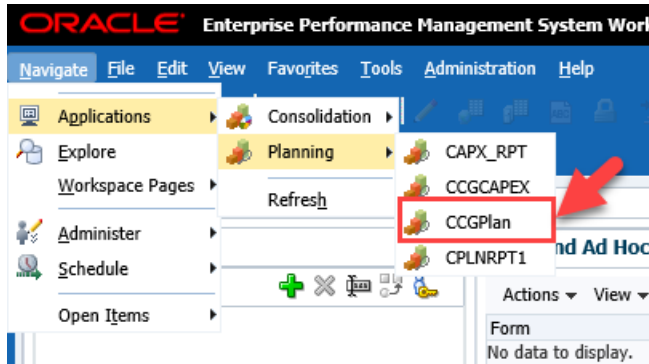 ORACLE Enterprise Performance Management System Work
Navigate File Edit View Favorites Tools Administration Help
Applications
Consolidation
Explore
Planning
CAPX_RPT
Workspace Pages
CCGCAPEX
Refresh
CCGPlan
Administer
nd Ad Hoc
CPLNRPT1
Schedule
Actions View
Open Items
Form
No data to display.